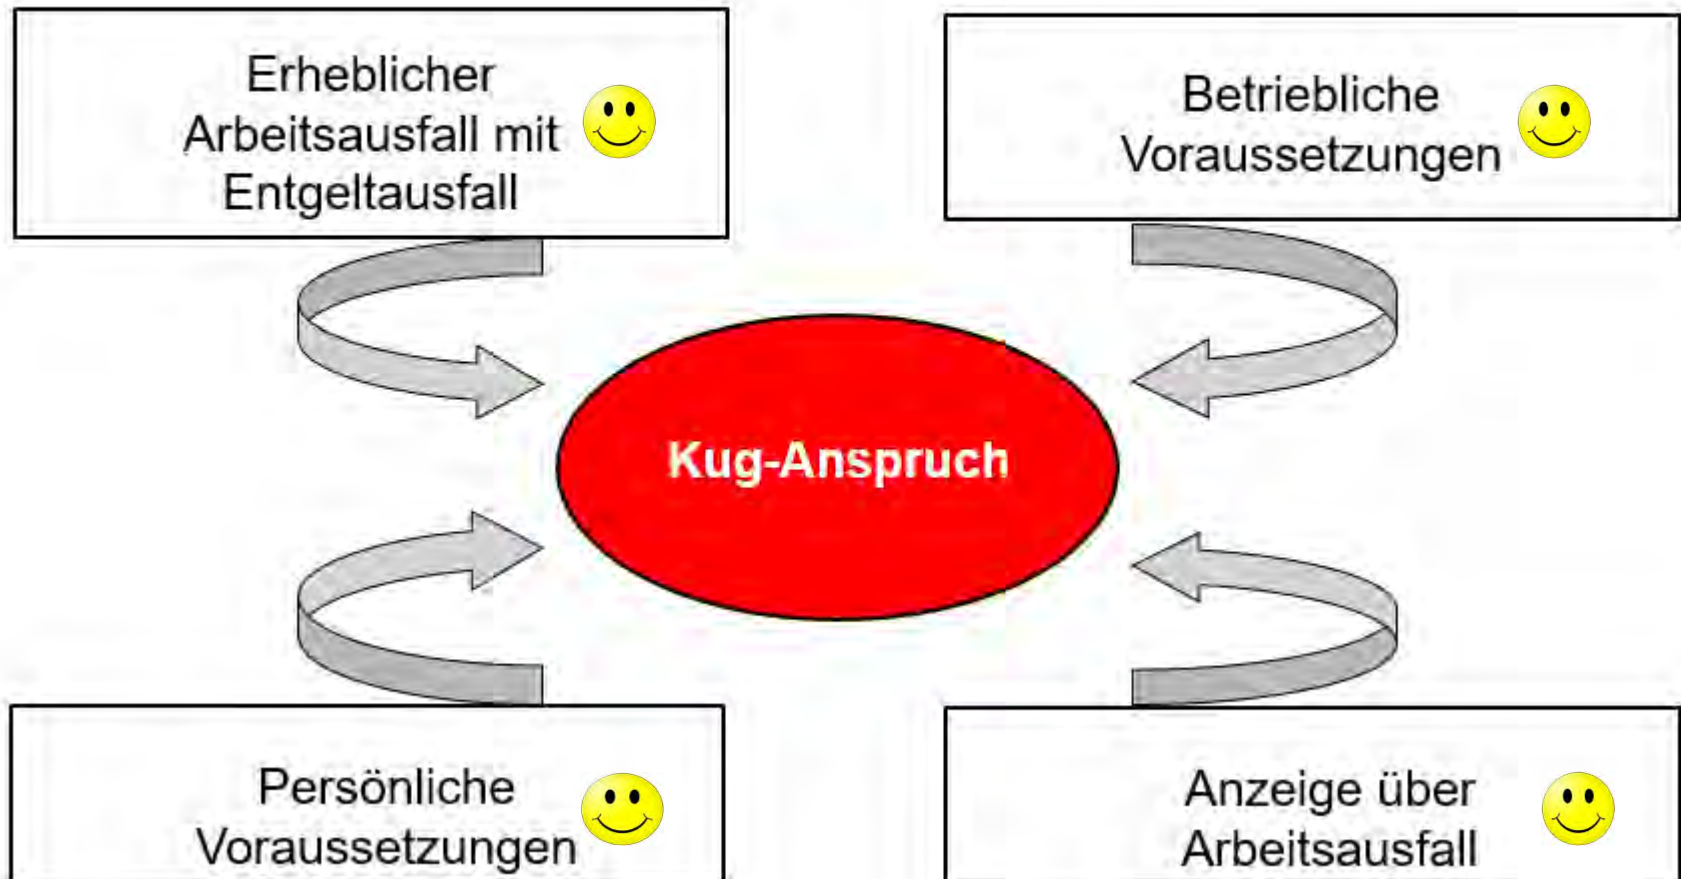 Erheblicher
Arbeitsausfall mit
Entgeltausfall
Betriebliche
Voraussetzungen
Kug-Anspruch
Persönliche
Voraussetzungen
Anzeige über
Arbeitsausfall